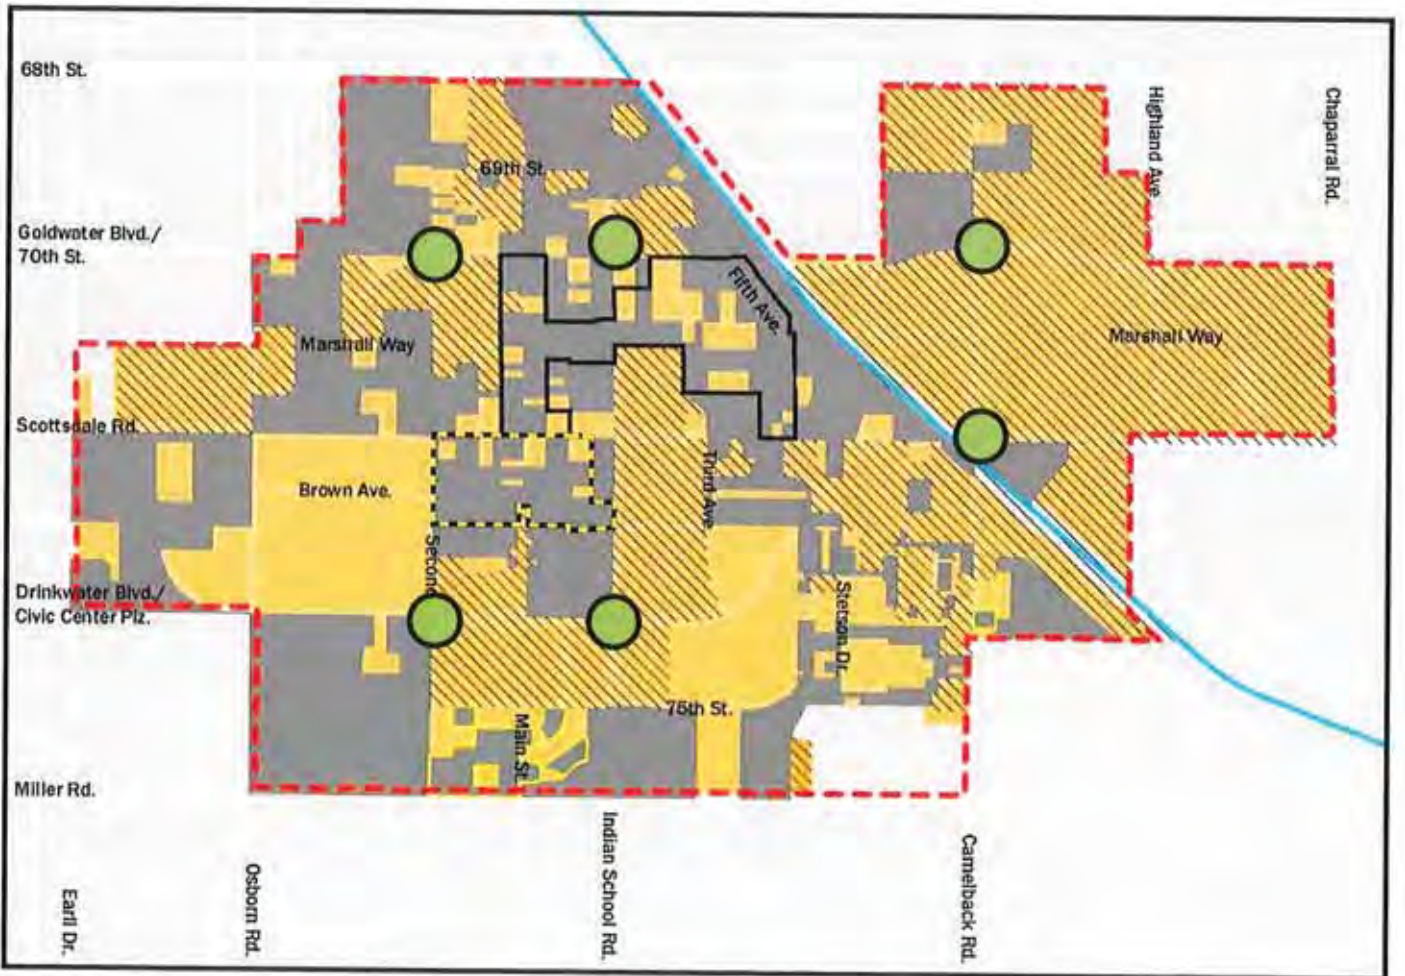 68th St.
Highland Ave.
Chaparral Rd.
69th St.
Goldwater Blvd./
70th St.
Fifth Ave.
Marshall Way
Marshall Way
Scottsdale Rd.
Third Ave.
Brown Ave.
Second
Drinkwater Blvd./
Civic Center Plz.
Stetson Dr.
75th St.
Main St.
Miller Rd.
Indian School Rd.
Camelback Rd.
Osborn Rd.
Earll Dr.